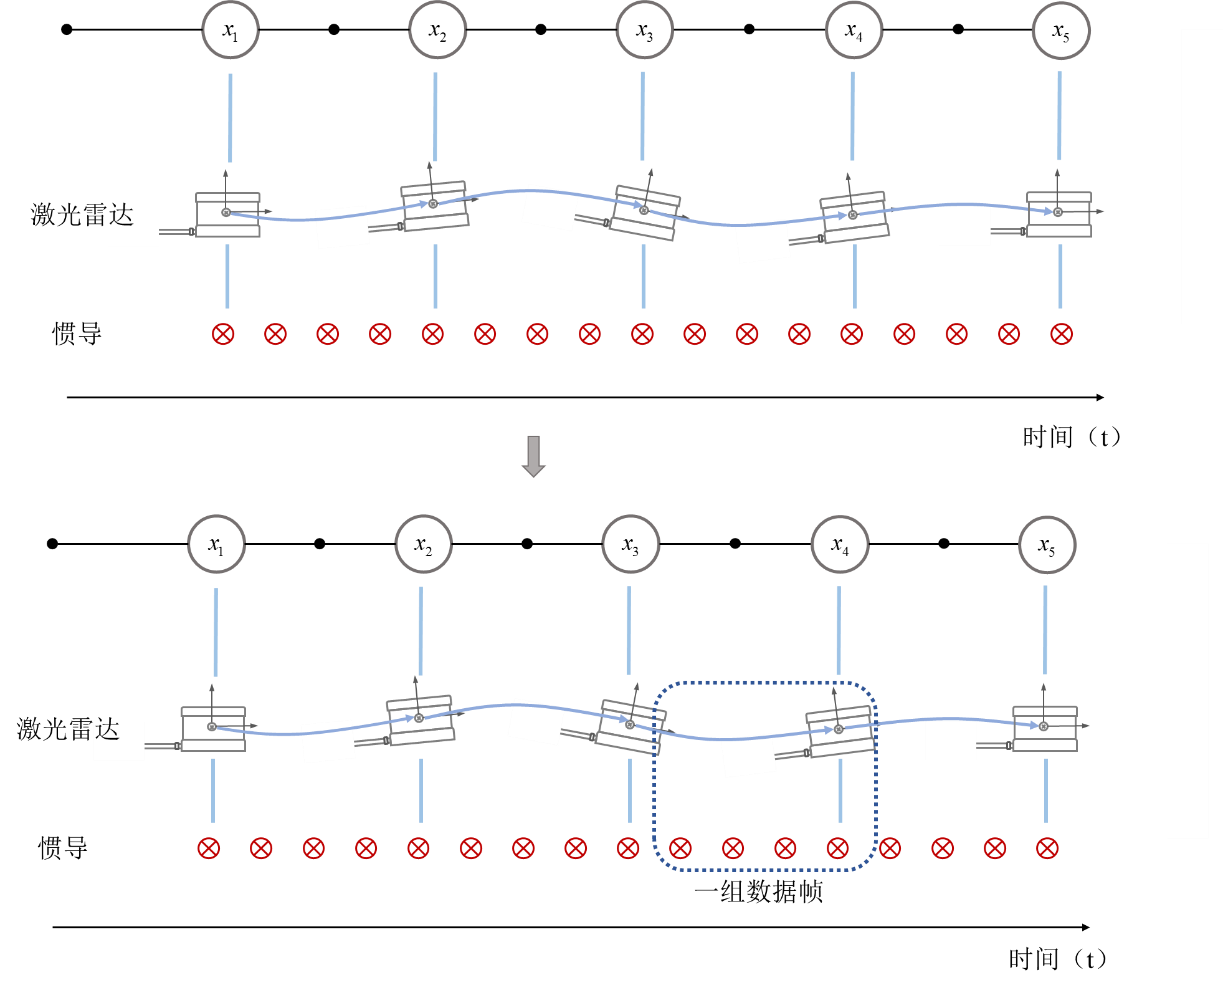 x1 x2 x3 x4 x5
激光雷达
惯导
时间（t）
x1 x2 x3 x4 x5
激光雷达
惯导
一组数据帧
时间（t）